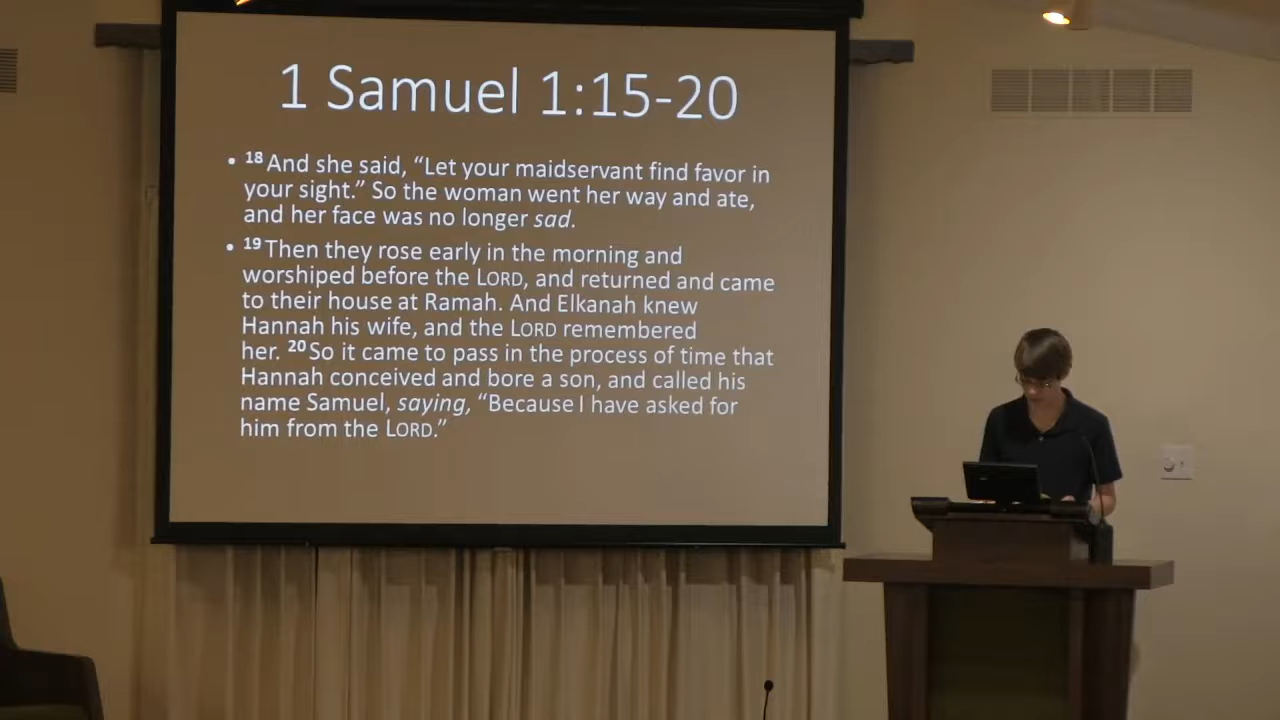 1 Samuel 1:15-20
• 18 And she said, “Let your maidservant find favor in
your sight.” So the woman went her way and ate,
and her face was no longer sad.
• 19 Then they rose early in the morning and
worshiped before the LORD, and returned and came
to their house at Ramah. And Elkanah knew
Hannah his wife, and the LORD remembered
her. 20 So it came to pass in the process of time that
Hannah conceived and bore a son, and called his
name Samuel, saying, “Because I have asked for
him from the LORD.”